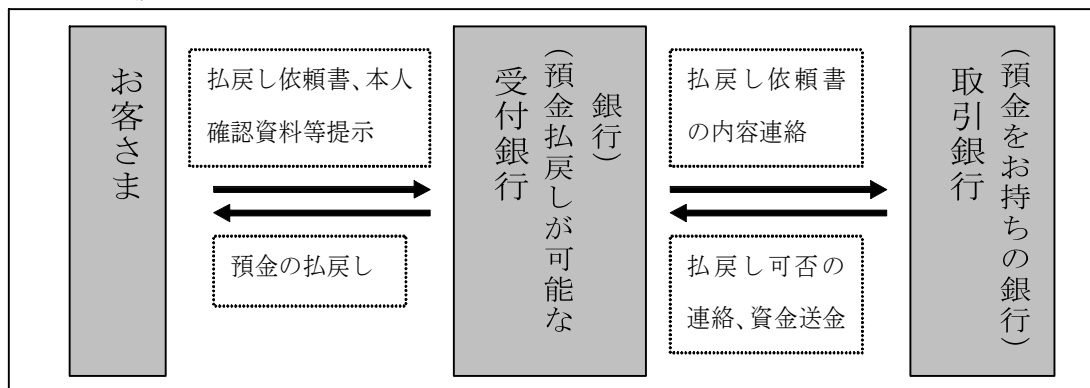 お客さま
払戻し依頼書、本人
確認資料等提示
預金の払戻し
受付銀行
(預金払戻しが可能な
銀行)
払戻し依頼書
の内容連絡
払戻し可否の
連絡、資金送金
取引銀行
(預金をお持ちの銀行)